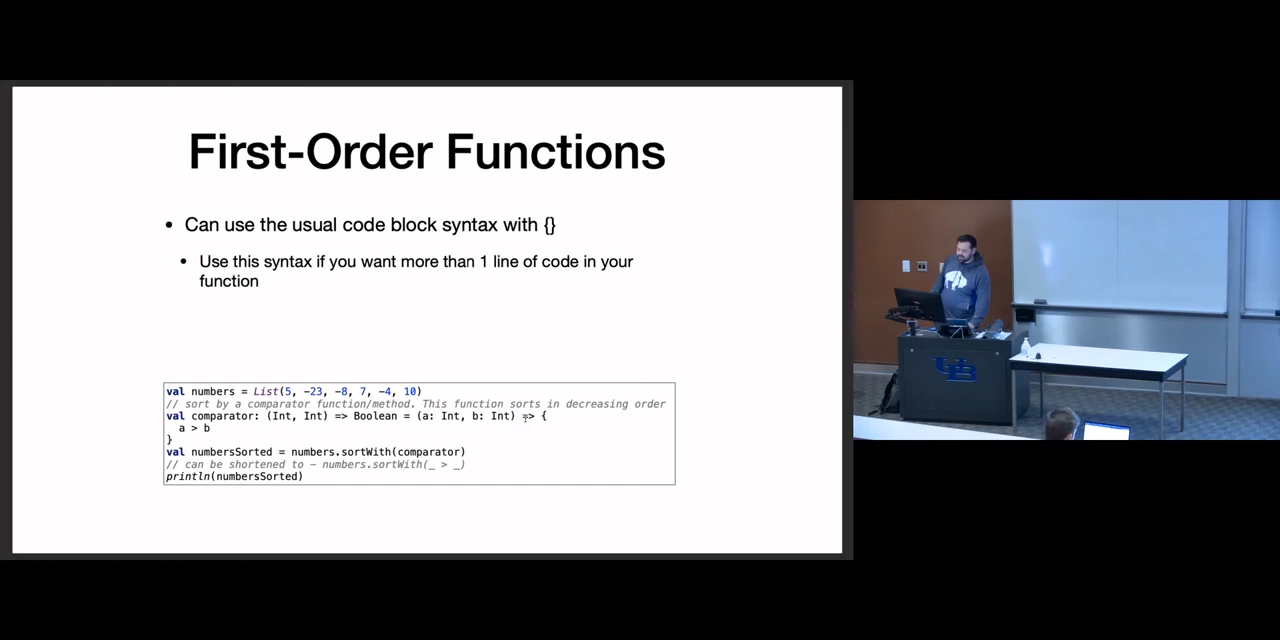 First-Order Functions
• Can use the usual code block syntax with {}
• Use this syntax if you want more than 1 line of code in your
function
val numbers = List(5, -23, -8, 7, -4, 10)
// sort by a comparator function/method. This function sorts in decreasing order
val comparator: (Int, Int) => Boolean = (a: Int, b: Int) => {
a > b
}
val numbersSorted = numbers.sortWith(comparator)
// can be shortened to - numbers.sortWith(_ > _)
println(numbersSorted)
UB